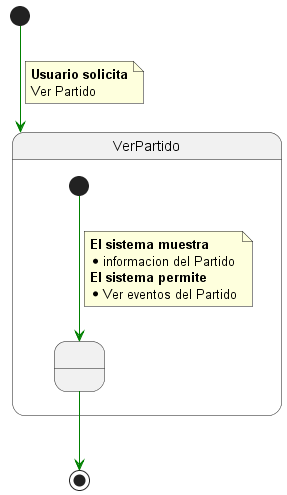 Usuario solicita
Ver Partido
VerPartido
El sistema muestra
• informacion del Partido
El sistema permite
• Ver eventos del Partido